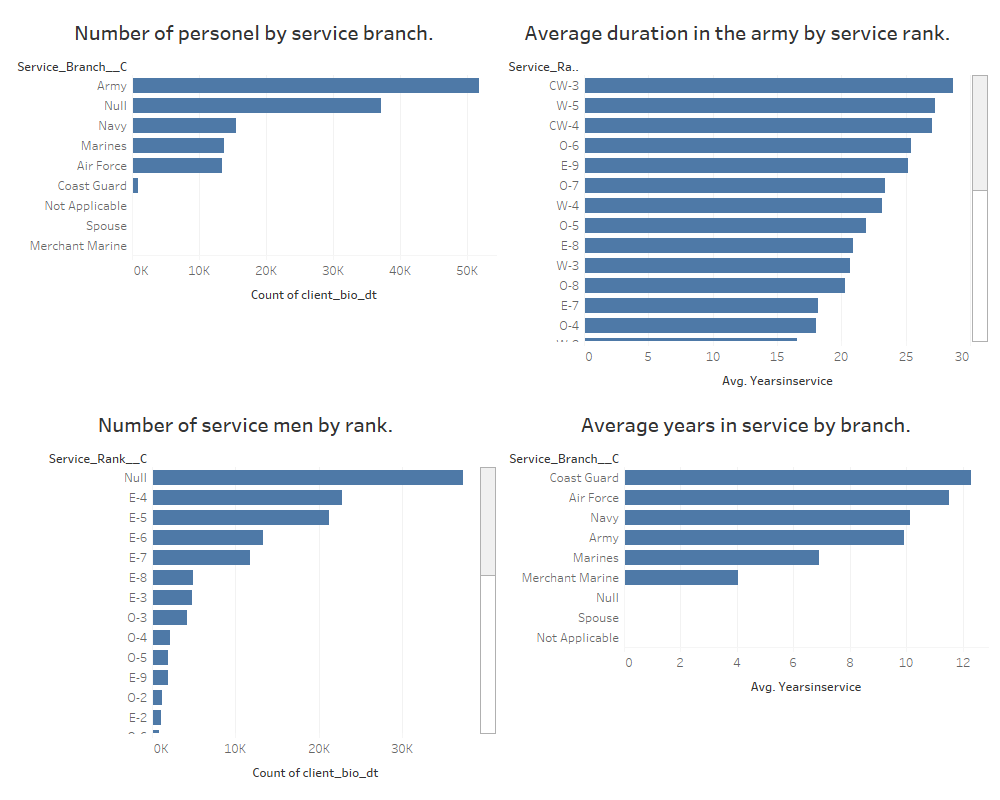 Number of personel by service branch.
Service_Branch__C
Army
Null
Navy
Marines
Air Force
Coast Guard
Not Applicable
Spouse
Merchant Marine
0K 10K 20K 30K 40K 50K
Count of client_bio_dt
Average duration in the army by service rank.
Service_Ra..
CW-3
W-5
CW-4
O-6
E-9
O-7
W-4
O-5
E-8
W-3
O-8
E-7
O-4
0 5 10 15 20 25 30
Avg. Yearsinservice
Number of service men by rank.
Service_Rank__C
Null
E-4
E-5
E-6
E-7
E-8
E-3
O-3
O-4
O-5
E-9
O-2
E-2
0K 10K 20K 30K
Count of client_bio_dt
Average years in service by branch.
Service_Branch__C
Coast Guard
Air Force
Navy
Army
Marines
Merchant Marine
Null
Spouse
Not Applicable
0 2 4 6 8 10 12
Avg. Yearsinservice